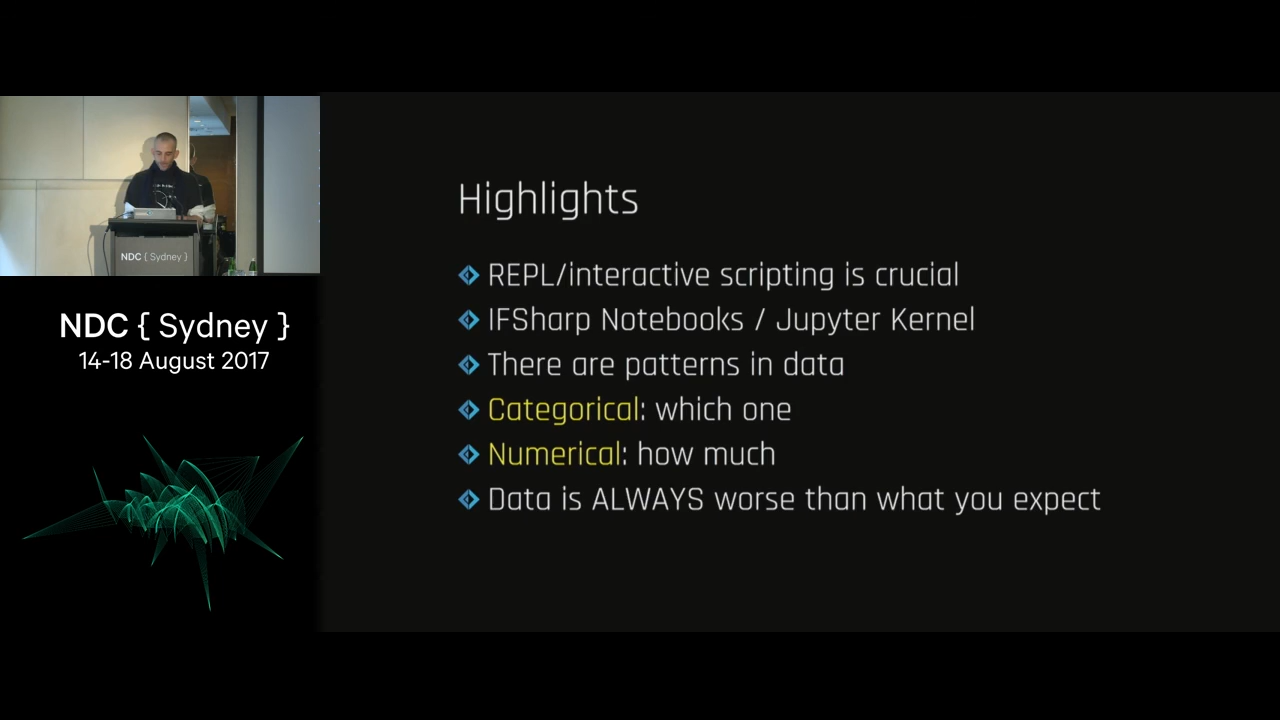 NDC { Sydney }
NDC { Sydney }
14-18 August 2017
Highlights
REPL/interactive scripting is crucial
IFSharp Notebooks / Jupyter Kernel
There are patterns in data
Categorical: which one
Numerical: how much
Data is ALWAYS worse than what you expect